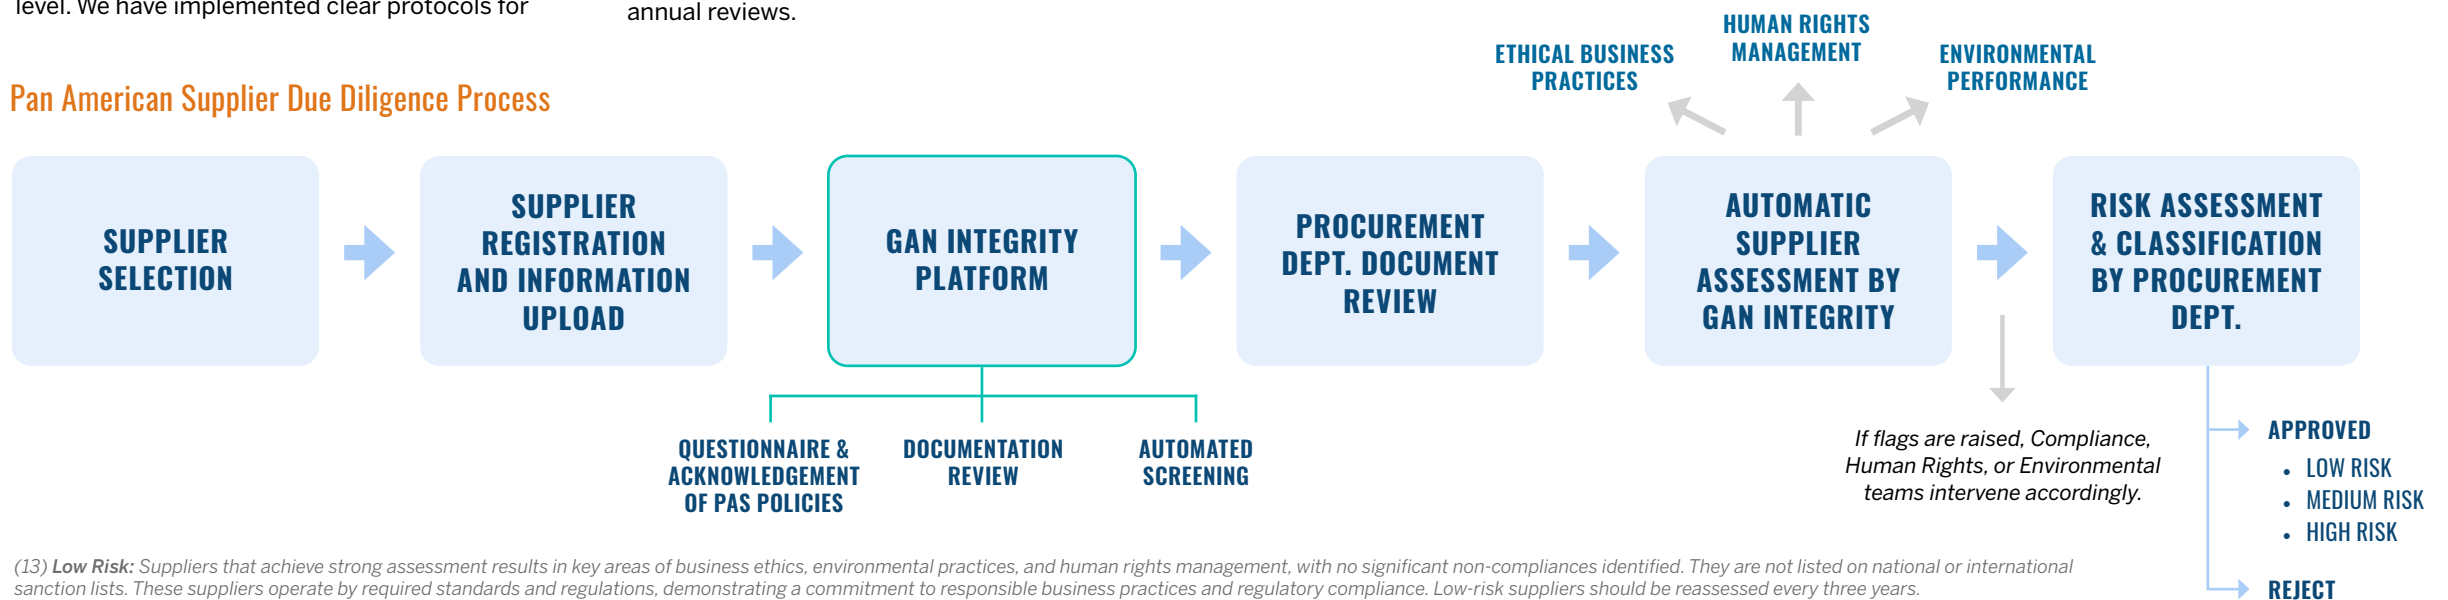 level. We have implemented clear protocols for
annual reviews.
Pan American Supplier Due Diligence Process
SUPPLIER
SELECTION
SUPPLIER
REGISTRATION
AND INFORMATION
UPLOAD
GAN INTEGRITY
PLATFORM
QUESTIONNAIRE &
ACKNOWLEDGEMENT
OF PAS POLICIES
DOCUMENTATION
REVIEW
AUTOMATED
SCREENING
PROCUREMENT
DEPT. DOCUMENT
REVIEW
AUTOMATIC
SUPPLIER
ASSESSMENT BY
GAN INTEGRITY
ETHICAL BUSINESS
PRACTICES
HUMAN RIGHTS
MANAGEMENT
ENVIRONMENTAL
PERFORMANCE
If flags are raised, Compliance,
Human Rights, or Environmental
teams intervene accordingly.
RISK ASSESSMENT
& CLASSIFICATION
BY PROCUREMENT
DEPT.
APPROVED
• LOW RISK
• MEDIUM RISK
• HIGH RISK
REJECT
(13) Low Risk: Suppliers that achieve strong assessment results in key areas of business ethics, environmental practices, and human rights management, with no significant non-compliances identified. They are not listed on national or international
sanction lists. These suppliers operate by required standards and regulations, demonstrating a commitment to responsible business practices and regulatory compliance. Low-risk suppliers should be reassessed every three years.